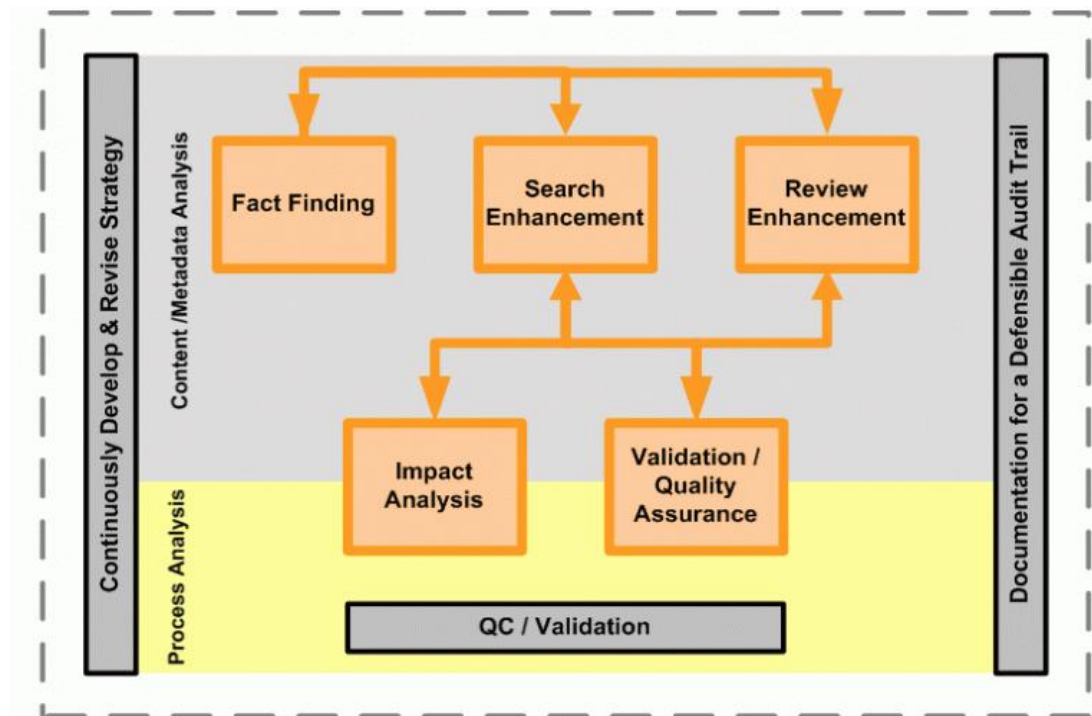 Continuously Develop & Revise Strategy
Content /Metadata Analysis
Fact Finding
Search
Enhancement
Review
Enhancement
Impact
Analysis
Validation /
Quality
Assurance
Process Analysis
QC / Validation
Documentation for a Defensible Audit Trail